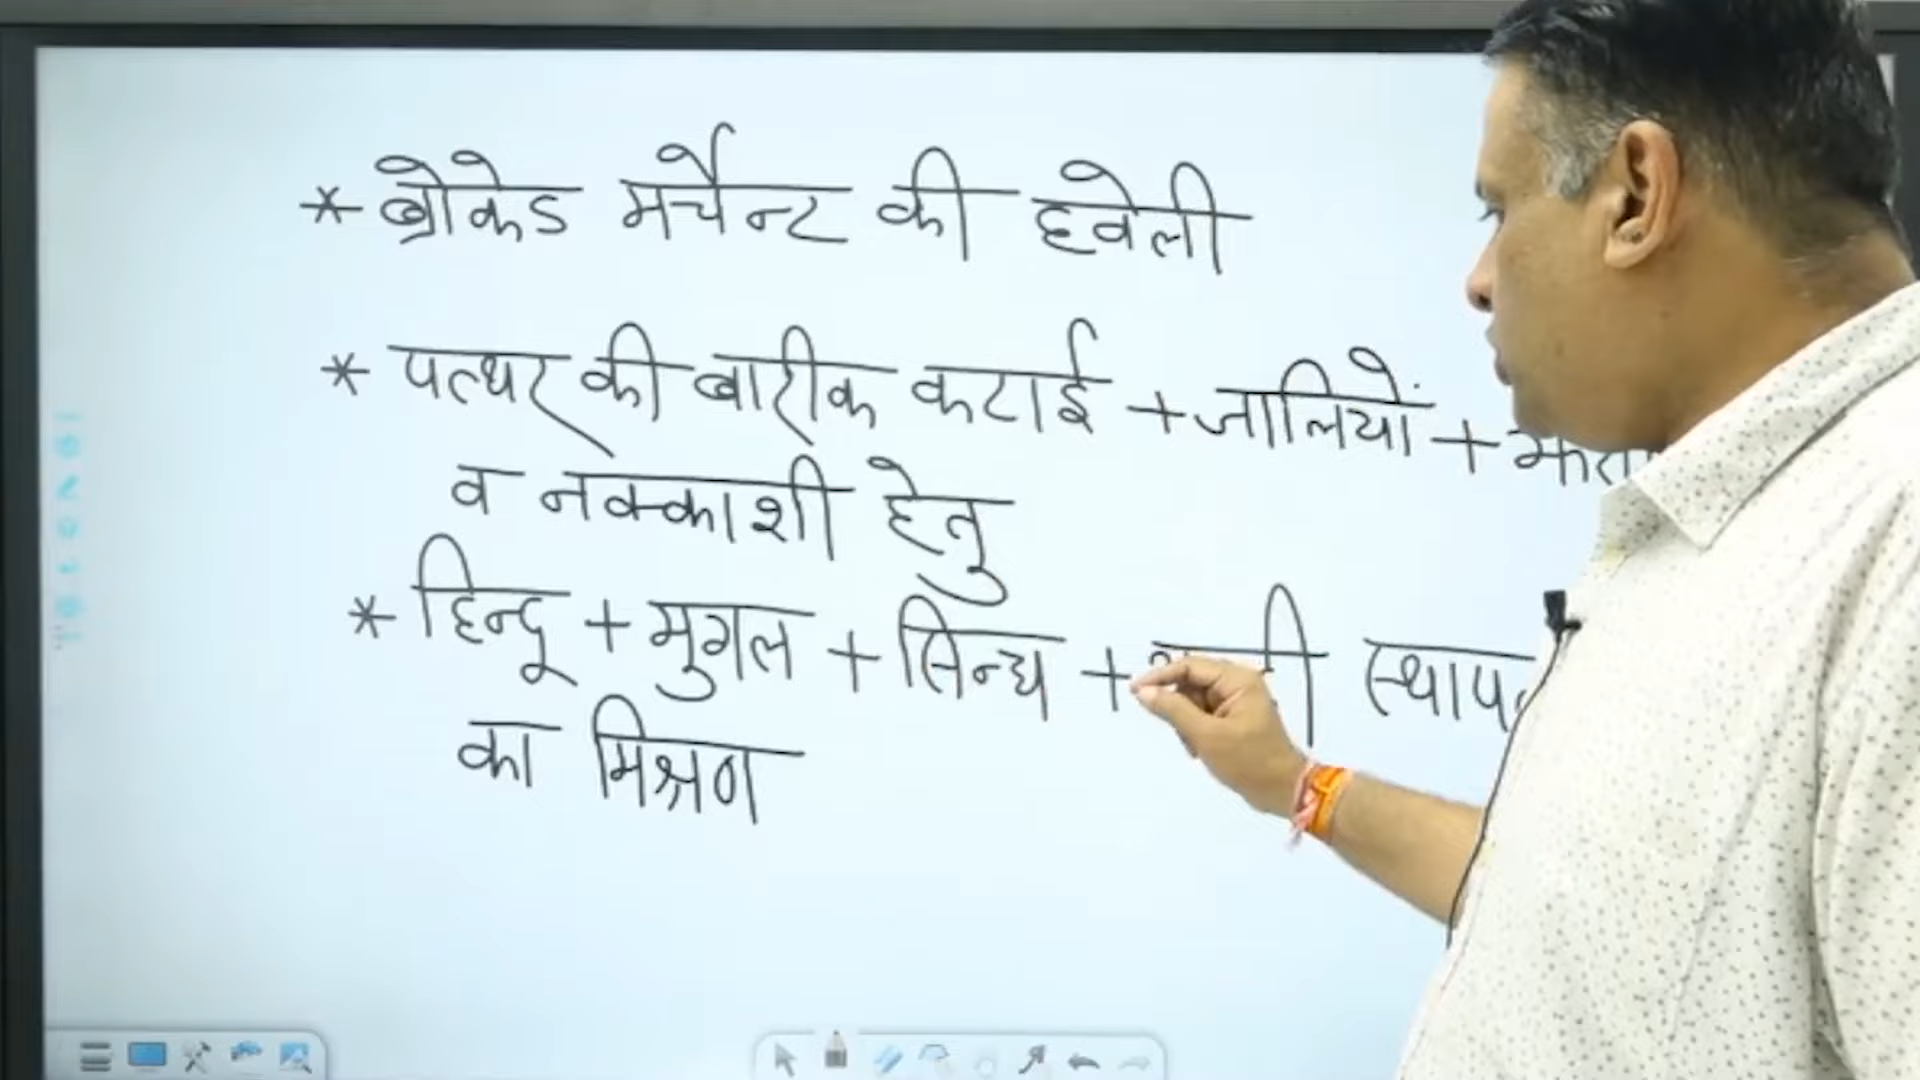 * ब्रोकेड मर्चेन्ट की हवेली
* पत्थर की बारीक कटाई + जालियों +
व नक्काशी हेतु
* हिन्दू + मुगल + सिन्ध +
का मिश्रण